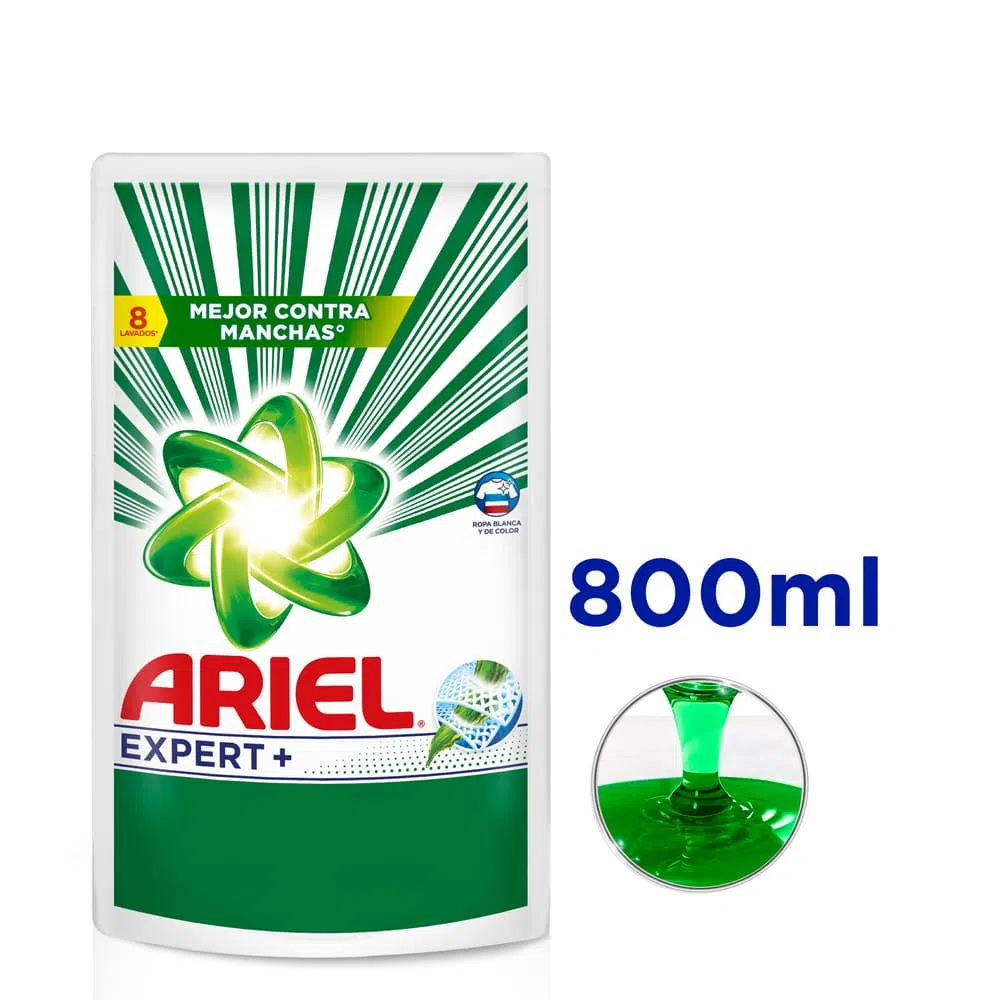 8
LAVADOS*
MEJOR CONTRA
MANCHAS°
ROPA BLANCA
Y DE COLOR
ARIEL®
EXPERT +
800ml